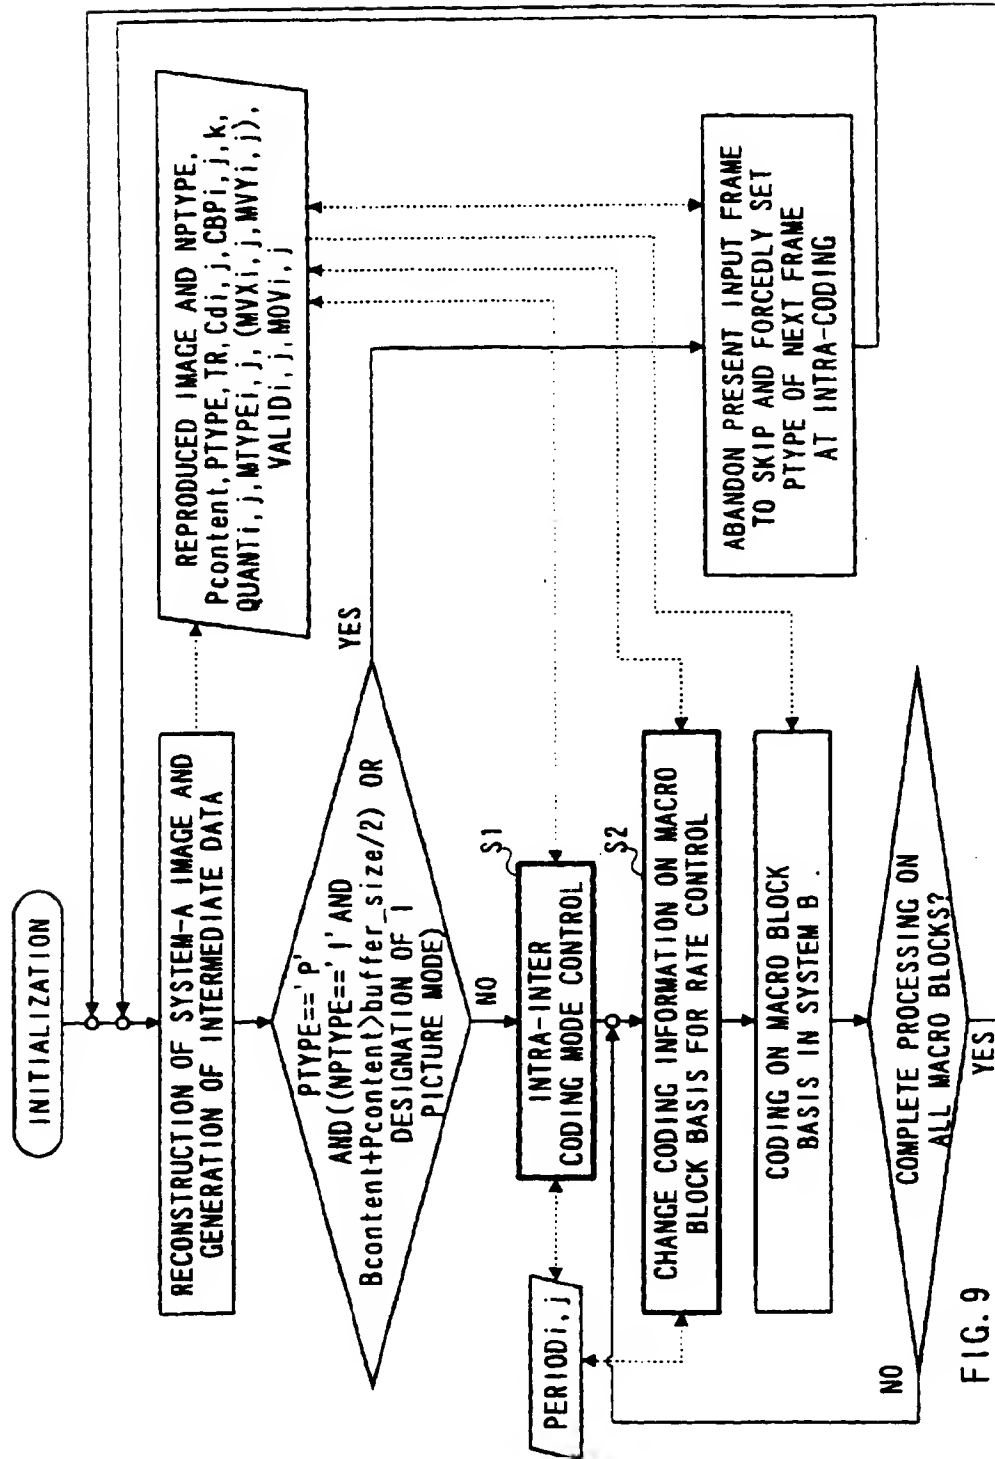 INITIALIZATION
RECONSTRUCTION OF SYSTEM-A IMAGE AND
GENERATION OF INTERMEDIATE DATA
REPRODUCED IMAGE AND NPTYPE,
Pcontent,PTYPE,TR,Cdi,j,CBPi,j,k,
QUANTi,j,MTYPEi,j,(MVXi,j,MVYi,j),
VALIDi,j,MOVi,j
PTYPE=='P'
AND((NPTYPE=='I' AND
Bcontent+Pcontent>buffer_size/2) OR
DESIGNATION OF I
PICTURE MODE)
YES
NO
S1
INTRA-INTER
CODING MODE CONTROL
PERIODi,j
S2
CHANGE CODING INFORMATION ON MACRO
BLOCK BASIS FOR RATE CONTROL
ABANDON PRESENT INPUT FRAME
TO SKIP AND FORCEDLY SET
PTYPE OF NEXT FRAME
AT INTRA-CODING
CODING ON MACRO BLOCK
BASIS IN SYSTEM B .
COMPLETE PROCESSING ON
ALL MACRO BLOCKS?
NO
YES
FIG. 9